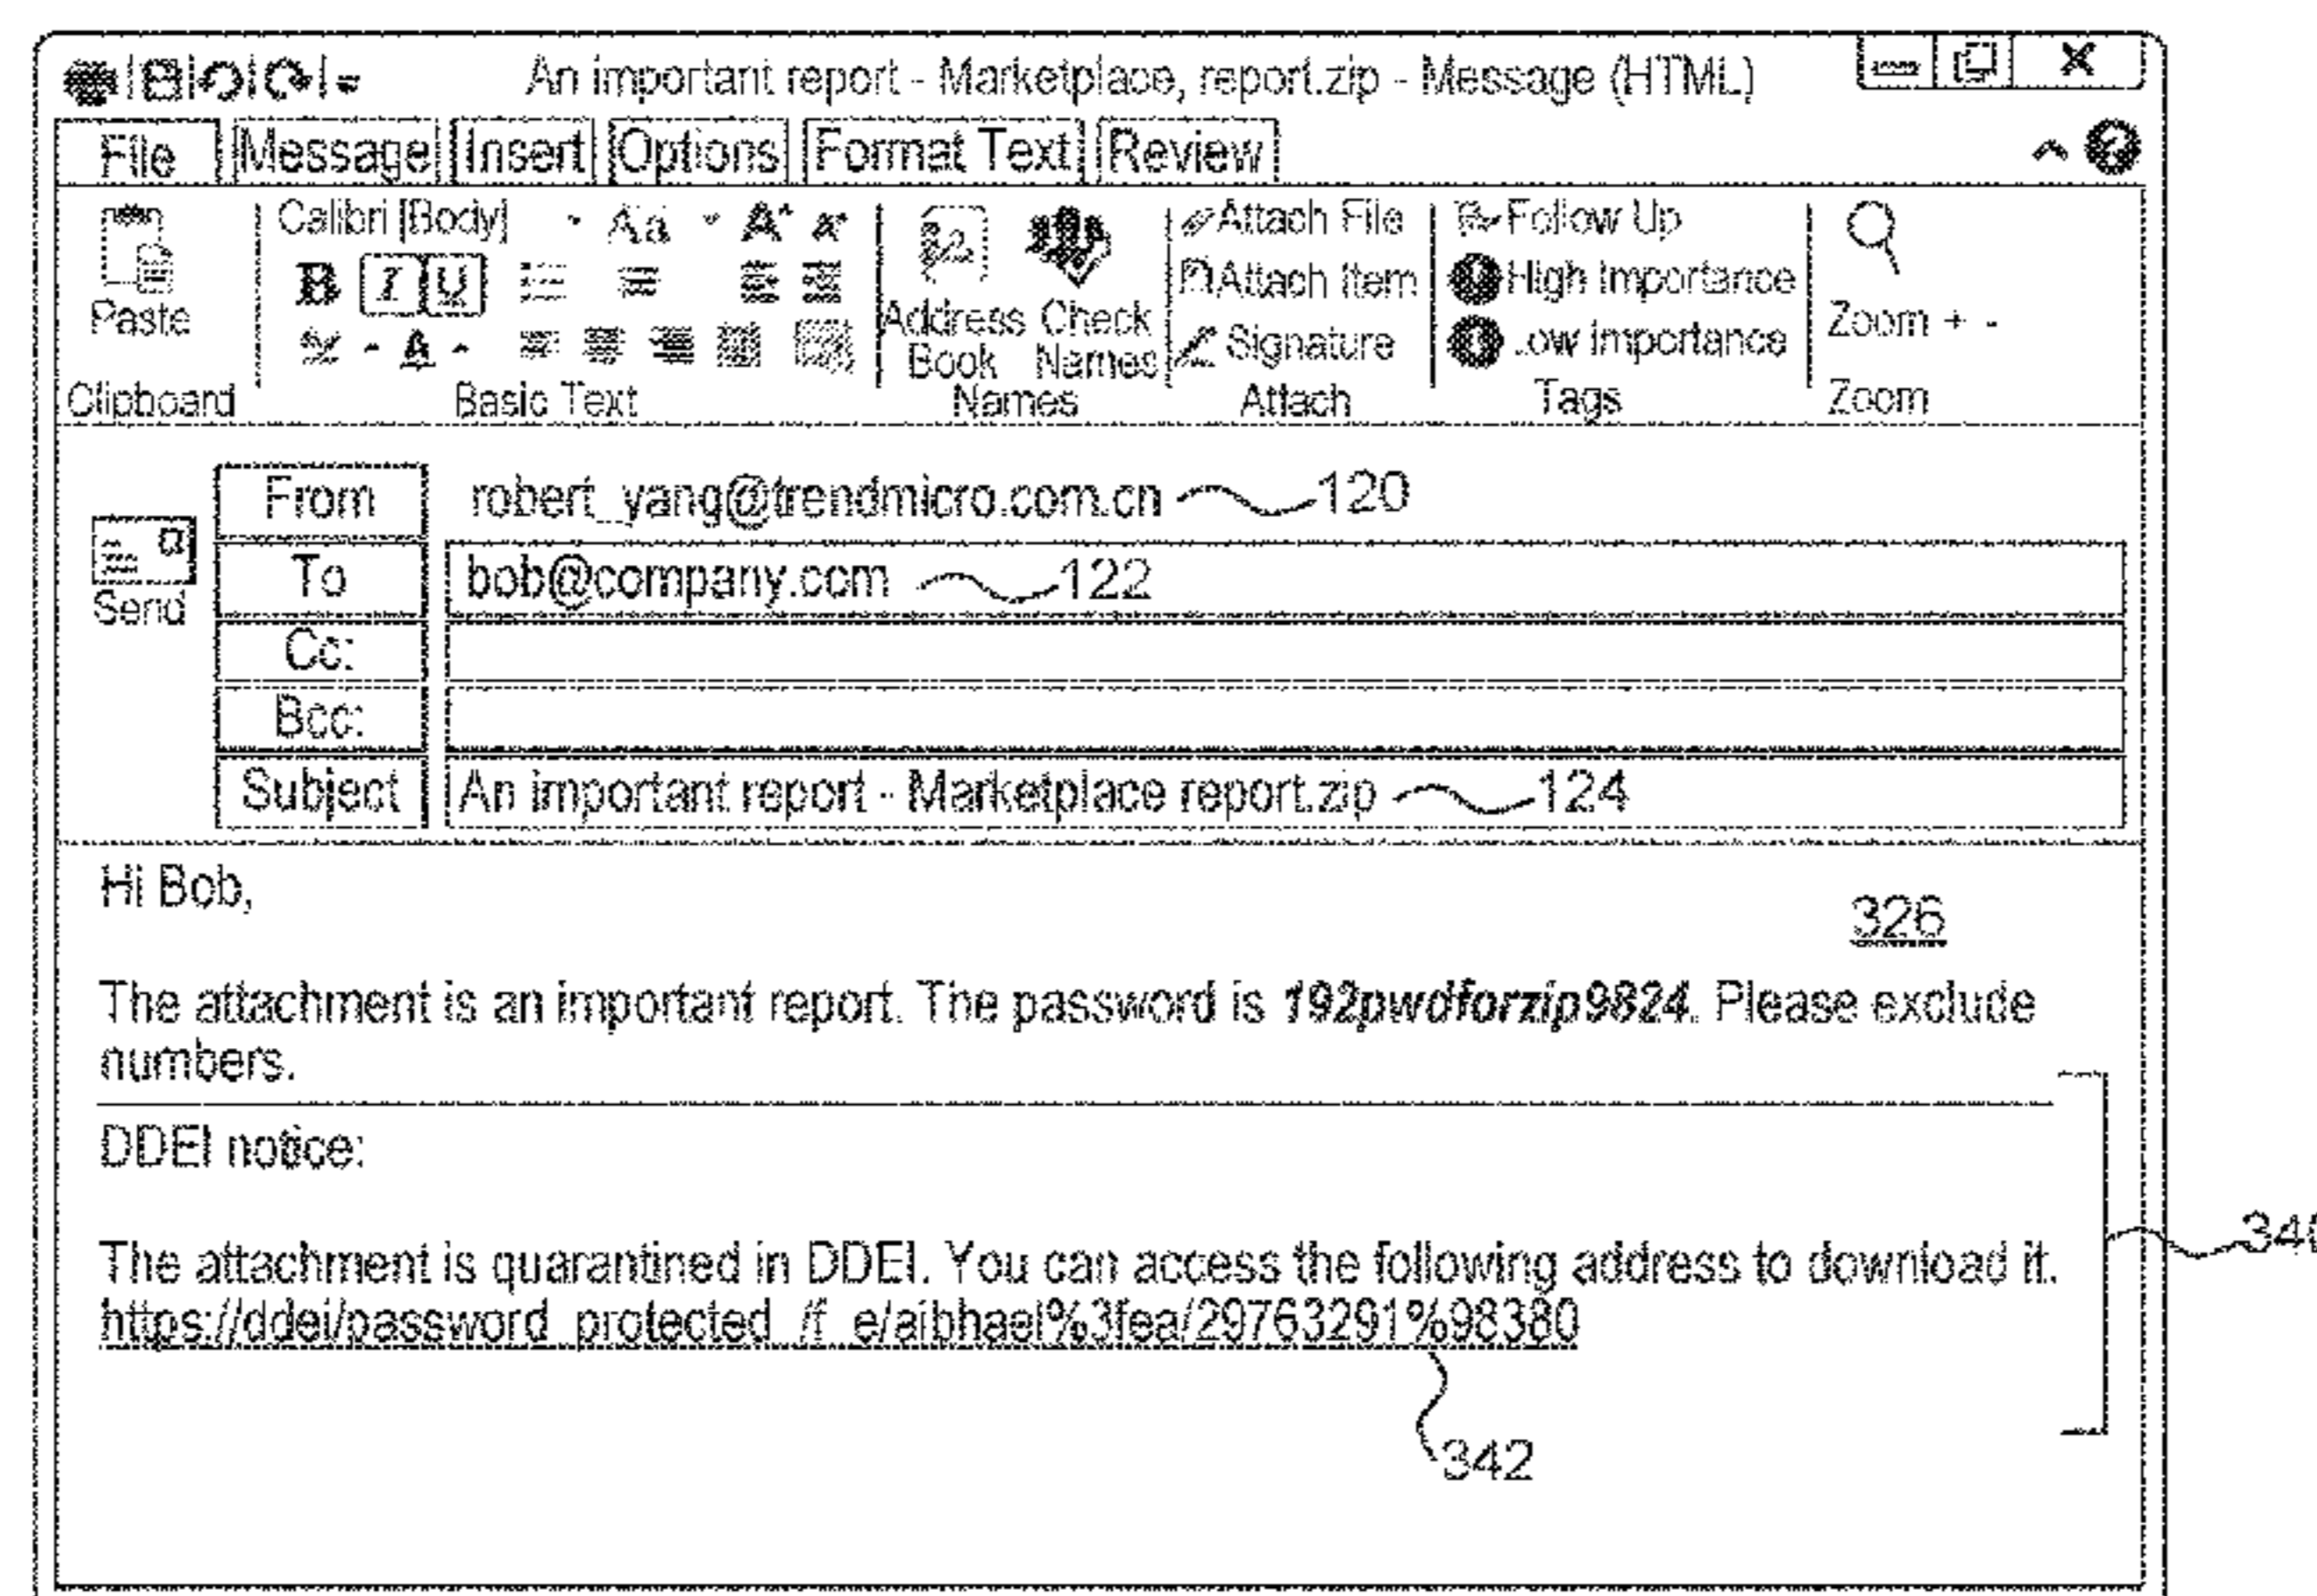 An important report - Marketplace, report.zip - Message (HTML)
File Message Insert Options Format Text Review
Calibri [Body] Aa A A Attach File Follow Up
B I U Attach Item High Importance
Paste Address Check Signature .ow importance Zoom + -
A Book Names
Clipboard Basic Text Names Attach Tags Zoom
From robert_yang@trendmicro.com.cn 120
To bob@company.com 122
Send
Cc:
Bcc:
Subject An important report - Marketplace report.zip 124
Hi Bob,
326
The attachment is an important report. The password is 192pwdforzip9824. Please exclude
numbers.
DDEI notice:
340
The attachment is quarantined in DDEI. You can access the following address to download it.
https://ddei/password_protected_/f_e/aibhael%3fea/29763291%98380
342